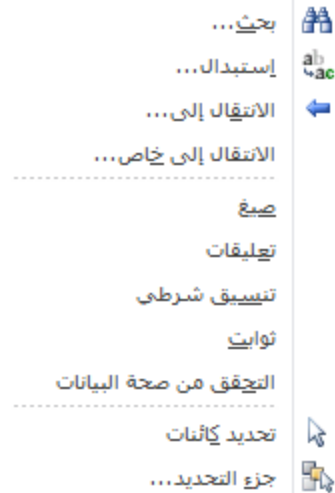 بحث...
إستبدال...
الانتقال إلى...
الانتقال إلى خاص...
صيغ
تعليقات
تنسيق شرطي
ثوابت
التحقق من صحة البيانات
تحديد كائنات
جزء التحديد...